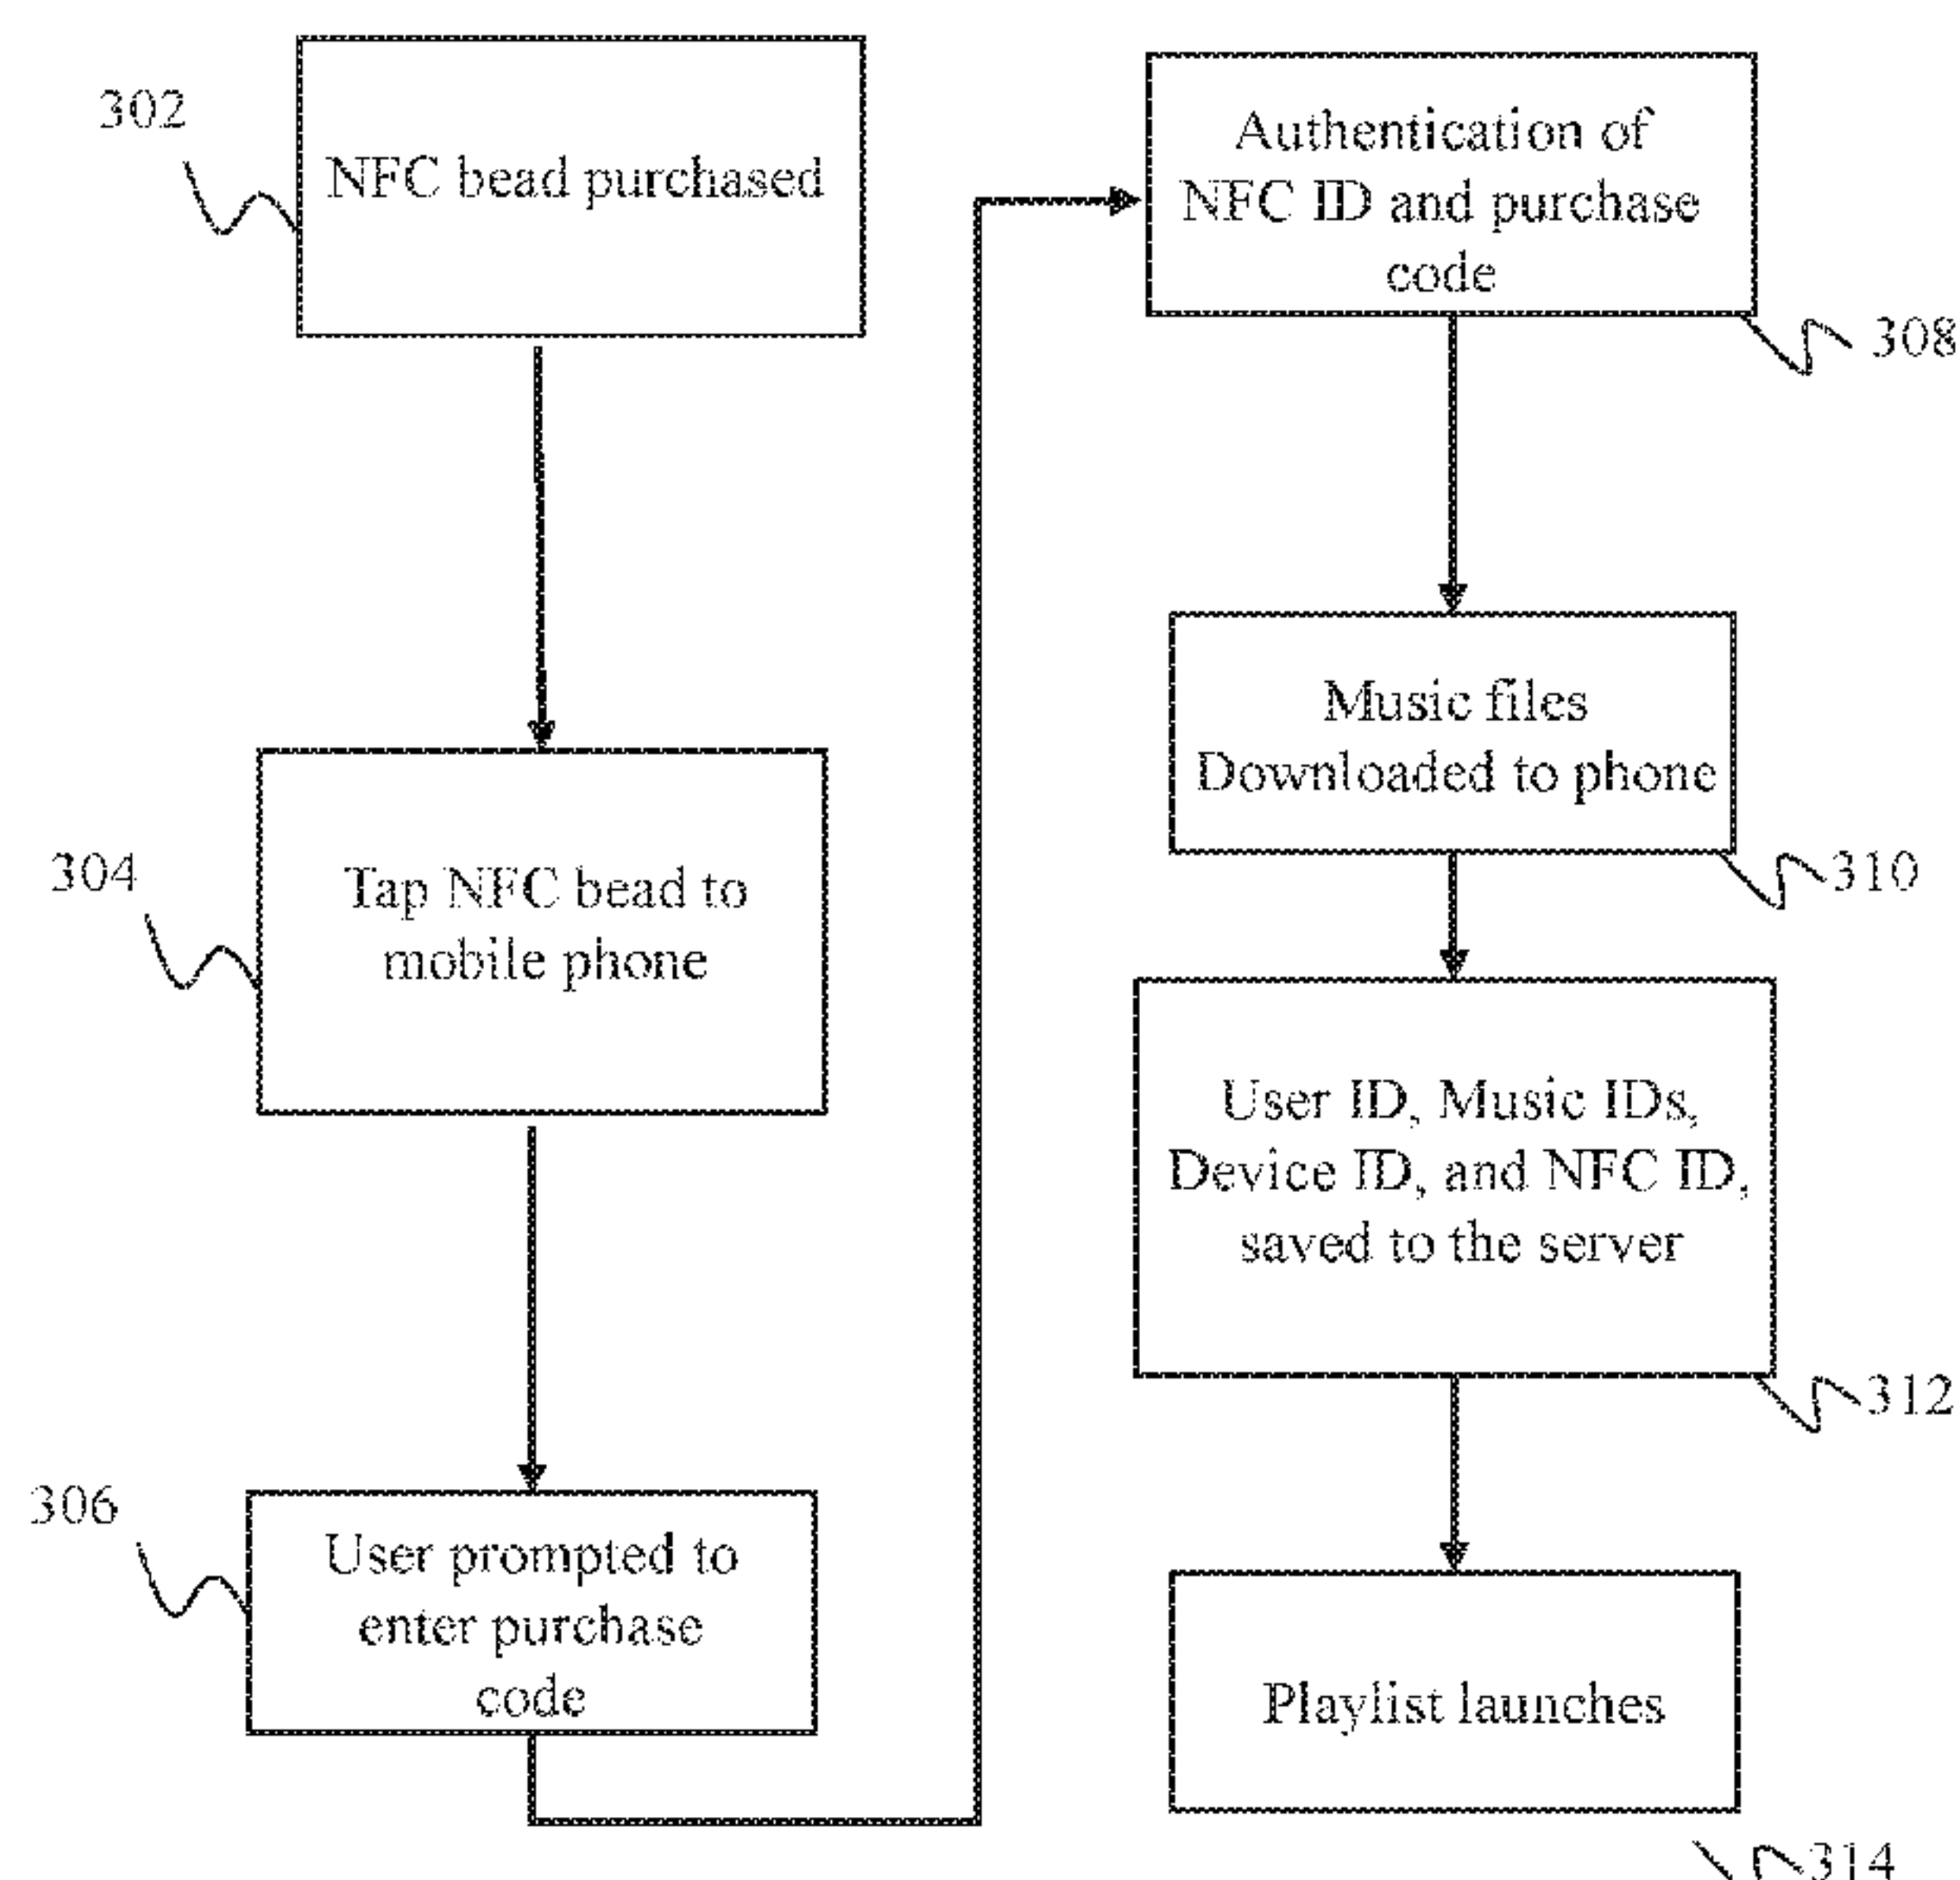 302
NFC bead purchased
304
Tap NFC bead to
mobile phone
306
User prompted to
enter purchase
code
Authentication of
NFC ID and purchase
code
308
Music files
Downloaded to phone
310
User ID, Music IDs,
Device ID, and NFC ID,
saved to the server
312
Playlist launches
314